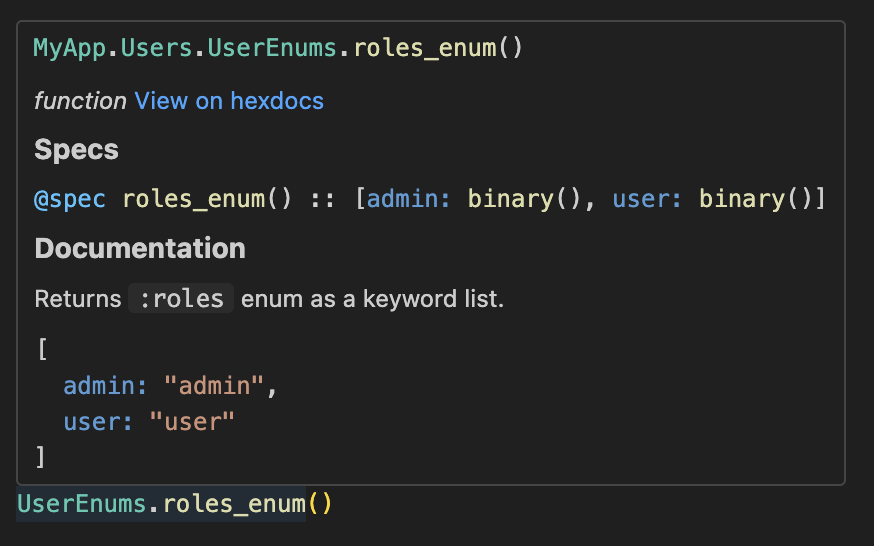 MyApp.Users.UserEnums.roles_enum()
function View on hexdocs
Specs
@spec roles_enum() :: [admin: binary(), user: binary()]
Documentation
Returns :roles enum as a keyword list.
[
  admin: "admin",
  user: "user"
]
UserEnums.roles_enum()